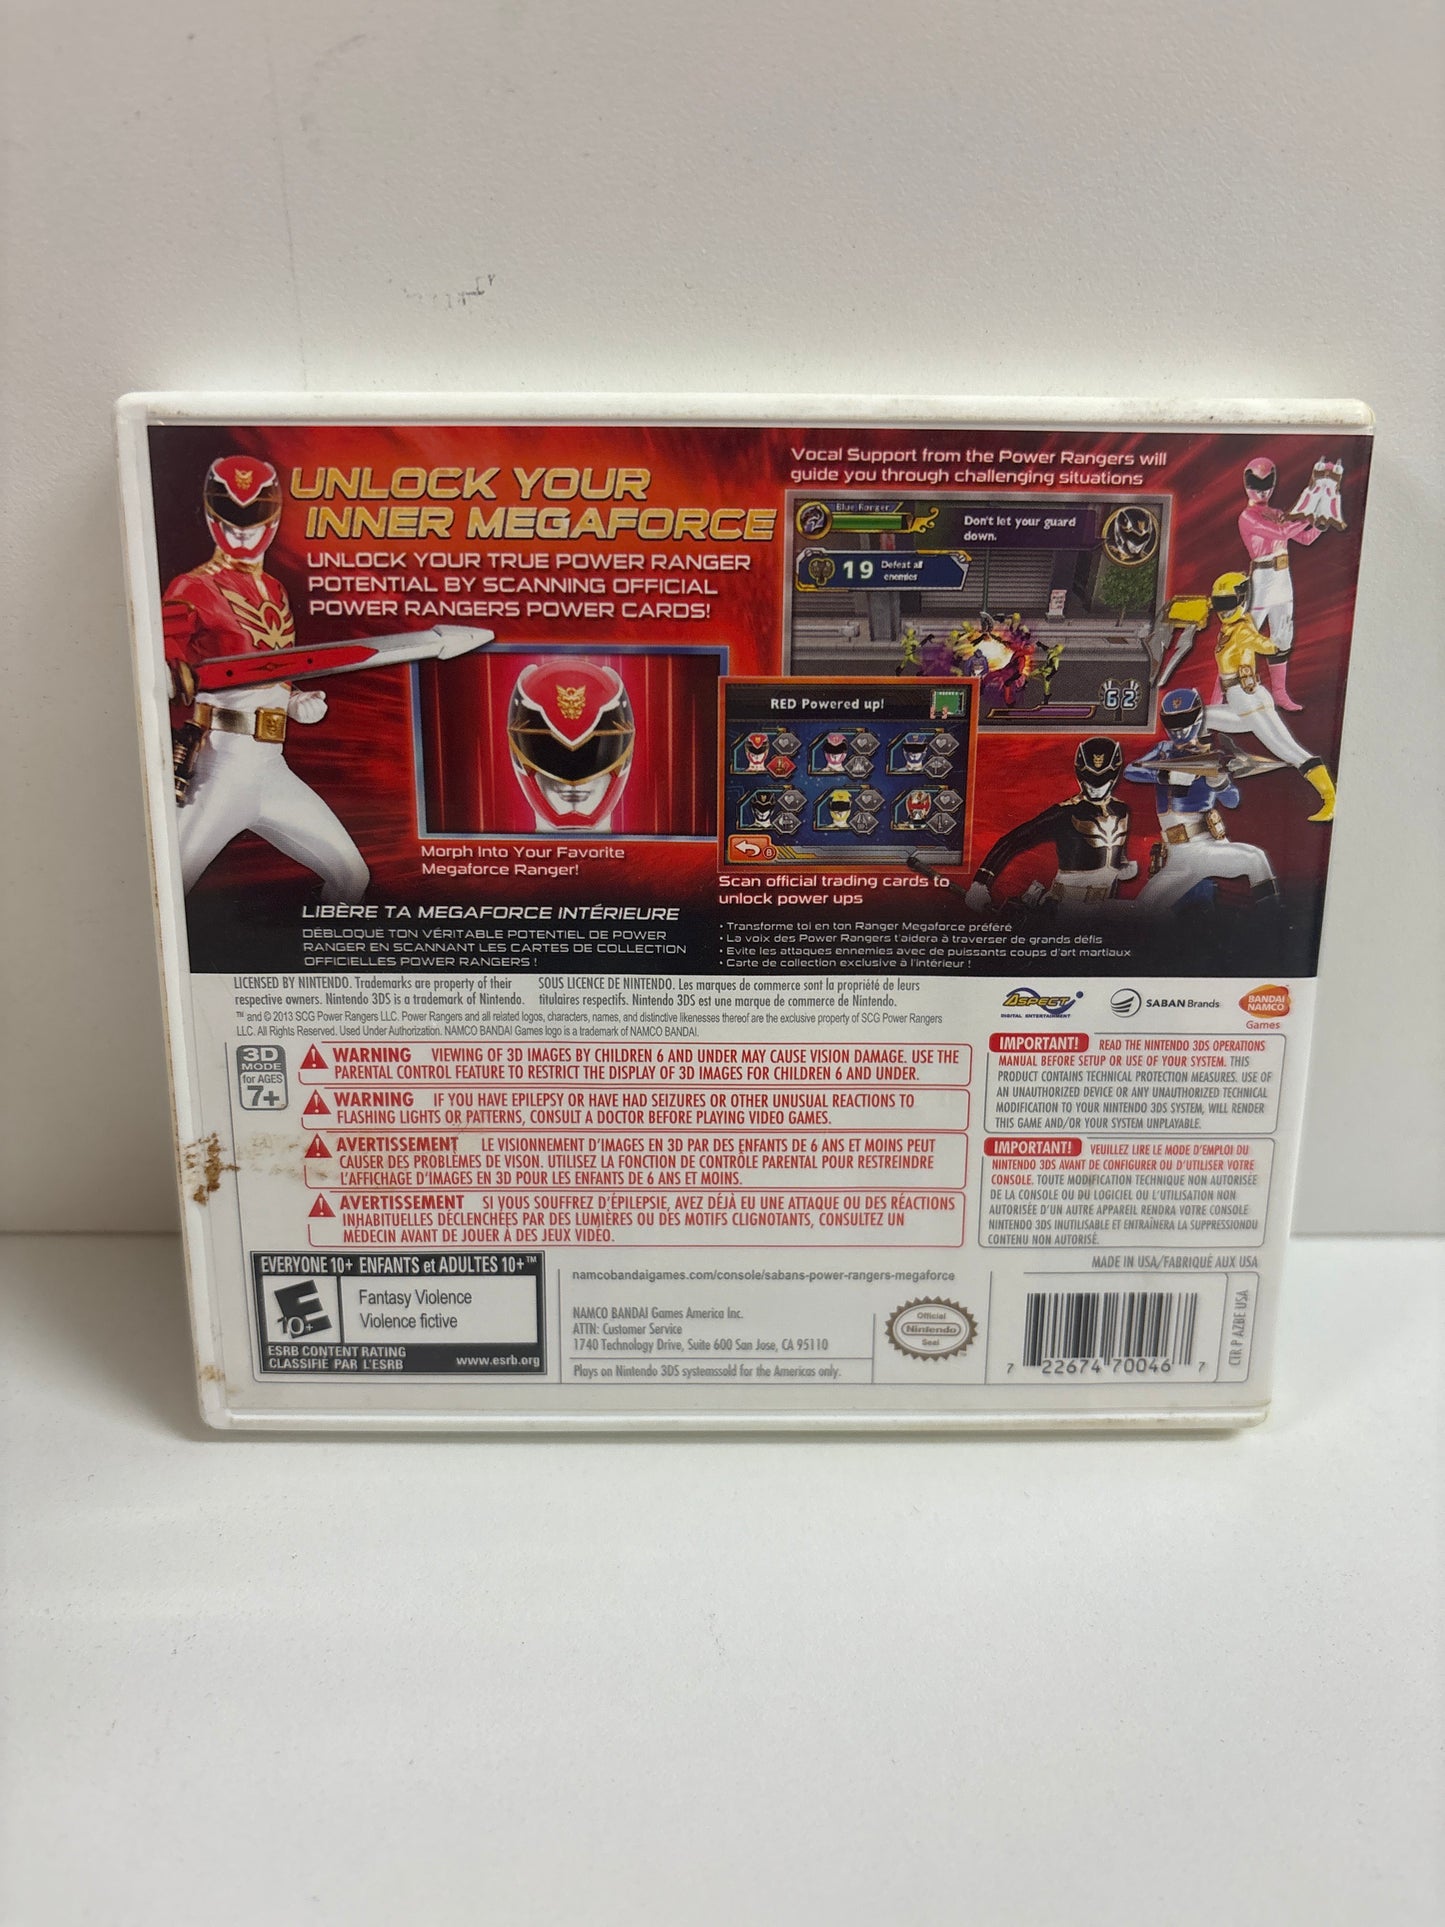 UNLOCK YOUR
INNER MEGAFORCE
UNLOCK YOUR TRUE POWER RANGER
POTENTIAL BY SCANNING OFFICIAL
POWER RANGERS POWER CARDS!
Vocal Support from the Power Rangers will
guide you through challenging situations
Blue Ranger
Don't let your guard
down.
19 Defeat all
enemies
62
RED Powered up!
B
Morph Into Your Favorite
Megaforce Ranger!
Scan official trading cards to
unlock power ups
LIBÈRE TA MEGAFORCE INTÉRIEURE
DÉBLOQUE TON VÉRITABLE POTENTIEL DE POWER
RANGER EN SCANNANT LES CARTES DE COLLECTION
OFFICIELLES POWER RANGERS !
• Transforme toi en ton Ranger Megaforce préféré
• La voix des Power Rangers t'aidera à traverser de grands défis
• Evite les attaques ennemies avec de puissants coups d'art martiaux
• Carte de collection exclusive à l'intérieur !
LICENSED BY NINTENDO. Trademarks are property of their
respective owners. Nintendo 3DS is a trademark of Nintendo.
SOUS LICENCE DE NINTENDO. Les marques de commerce sont la propriété de leurs
titulaires respectifs. Nintendo 3DS est une marque de commerce de Nintendo.
™ and © 2013 SCG Power Rangers LLC. Power Rangers and all related logos, characters, names, and distinctive likenesses thereof are the exclusive property of SCG Power Rangers
LLC. All Rights Reserved. Used Under Authorization. NAMCO BANDAI Games logo is a trademark of NAMCO BANDAI.
ASPECT
DIGITAL ENTERTAINMENT
SABAN Brands
BANDAI
NAMCO
Games
3D
MODE
for AGES
7+
WARNING VIEWING OF 3D IMAGES BY CHILDREN 6 AND UNDER MAY CAUSE VISION DAMAGE. USE THE
PARENTAL CONTROL FEATURE TO RESTRICT THE DISPLAY OF 3D IMAGES FOR CHILDREN 6 AND UNDER.
WARNING IF YOU HAVE EPILEPSY OR HAVE HAD SEIZURES OR OTHER UNUSUAL REACTIONS TO
FLASHING LIGHTS OR PATTERNS, CONSULT A DOCTOR BEFORE PLAYING VIDEO GAMES.
AVERTISSEMENT LE VISIONNEMENT D'IMAGES EN 3D PAR DES ENFANTS DE 6 ANS ET MOINS PEUT
CAUSER DES PROBLÈMES DE VISON. UTILISEZ LA FONCTION DE CONTRÔLE PARENTAL POUR RESTREINDRE
L'AFFICHAGE D'IMAGES EN 3D POUR LES ENFANTS DE 6 ANS ET MOINS.
AVERTISSEMENT SI VOUS SOUFFREZ D'ÉPILEPSIE, AVEZ DÉJÀ EU UNE ATTAQUE OU DES RÉACTIONS
INHABITUELLES DÉCLENCHÉES PAR DES LUMIÈRES OU DES MOTIFS CLIGNOTANTS, CONSULTEZ UN
MÉDECIN AVANT DE JOUER À DES JEUX VIDÉO.
IMPORTANT! READ THE NINTENDO 3DS OPERATIONS
MANUAL BEFORE SETUP OR USE OF YOUR SYSTEM. THIS
PRODUCT CONTAINS TECHNICAL PROTECTION MEASURES. USE OF
AN UNAUTHORIZED DEVICE OR ANY UNAUTHORIZED TECHNICAL
MODIFICATION TO YOUR NINTENDO 3DS SYSTEM, WILL RENDER
THIS GAME AND/OR YOUR SYSTEM UNPLAYABLE.
IMPORTANT! VEUILLEZ LIRE LE MODE D'EMPLOI DU
NINTENDO 3DS AVANT DE CONFIGURER OU D'UTILISER VOTRE
CONSOLE. TOUTE MODIFICATION TECHNIQUE NON AUTORISÉE
DE LA CONSOLE OU DU LOGICIEL OU L'UTILISATION NON
AUTORISÉE D'UN AUTRE APPAREIL RENDRA VOTRE CONSOLE
NINTENDO 3DS INUTILISABLE ET ENTRAÎNERA LA SUPPRESSIONDU
CONTENU NON AUTORISÉ.
MADE IN USA/FABRIQUÉ AUX USA
EVERYONE 10+ ENFANTS et ADULTES 10+™
E
10+
Fantasy Violence
Violence fictive
ESRB CONTENT RATING
CLASSIFIÉ PAR L'ESRB
www.esrb.org
namcobandaigames.com/console/sabans-power-rangers-megaforce
NAMCO BANDAI Games America Inc.
ATTN: Customer Service
1740 Technology Drive, Suite 600 San Jose, CA 95110
Plays on Nintendo 3DS systemssold for the Americas only.
Official
Nintendo
Seal
7 22674 70046 7
CTR P AZBE USA